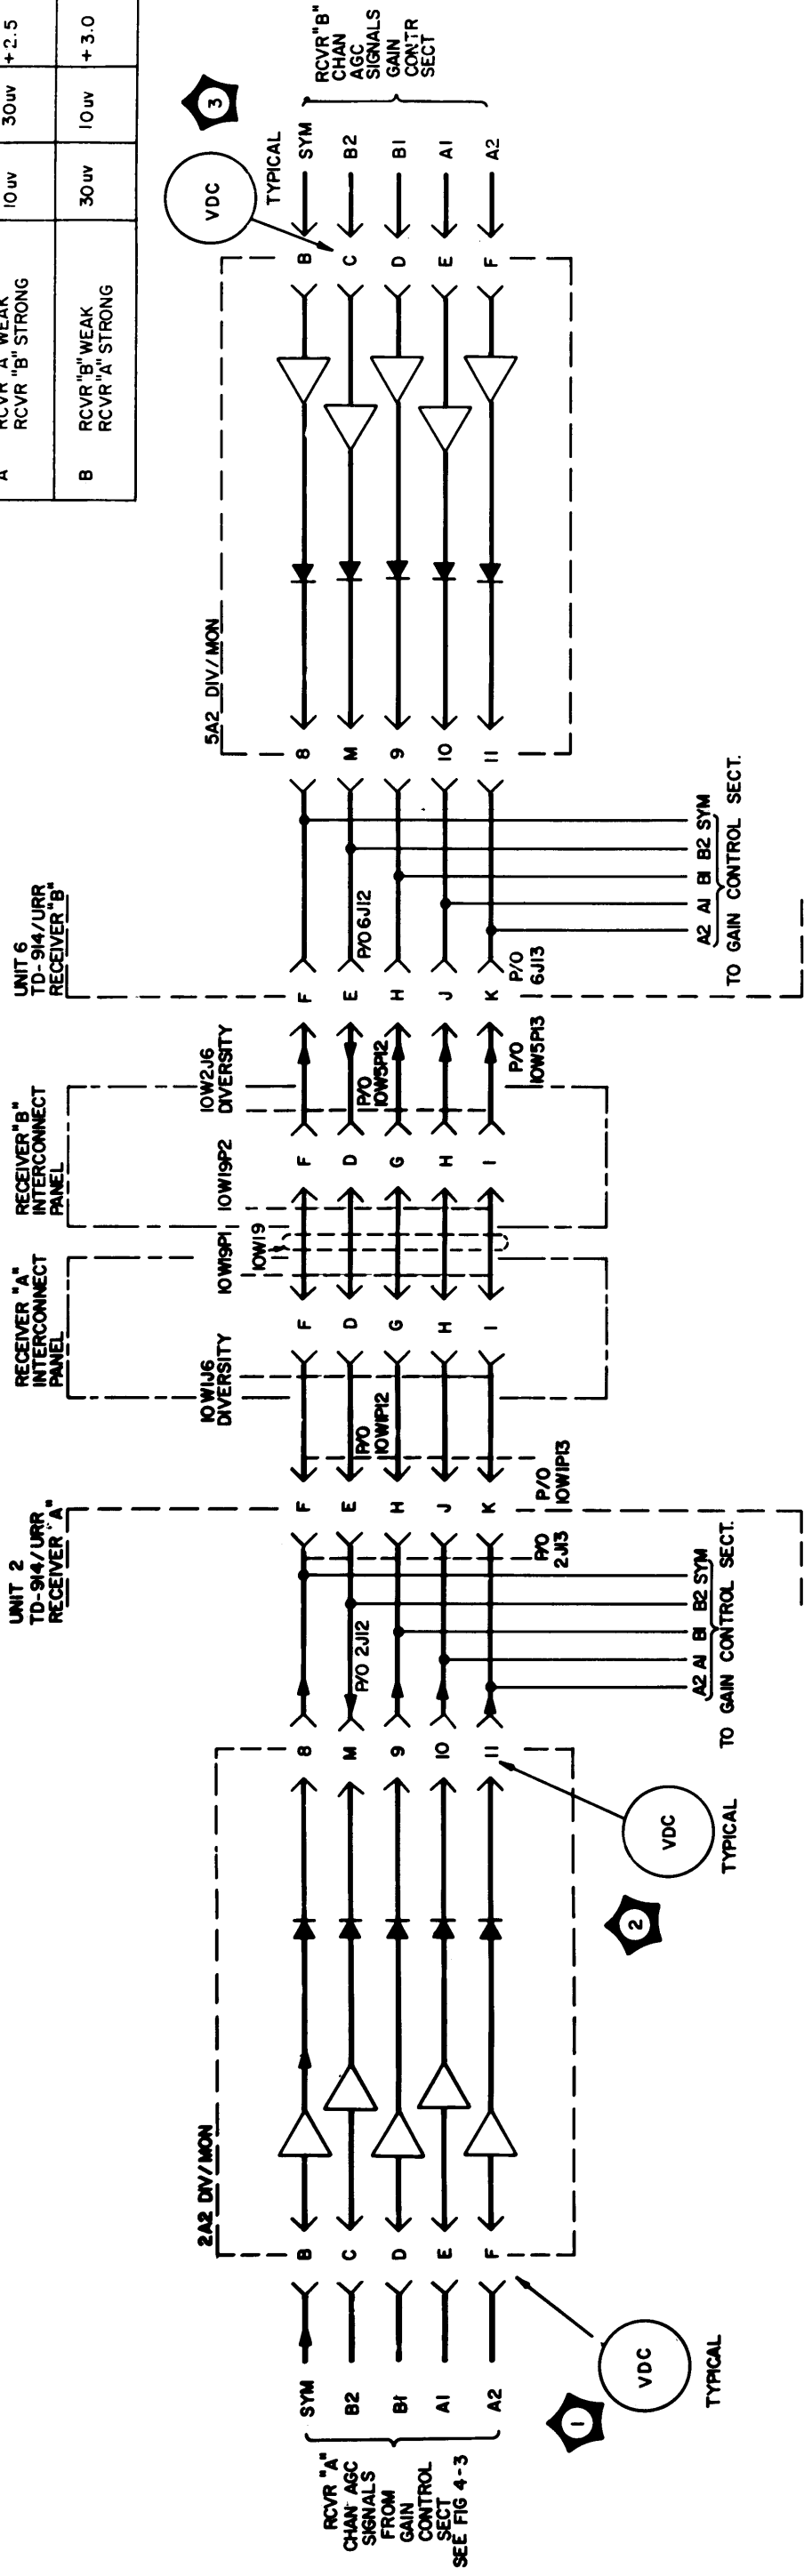 +2.5
30uv
10uv
A
RCVR "A" WEAK
RCVR "B" STRONG
+3.0
10uv
30uv
B
RCVR "B" WEAK
RCVR "A" STRONG
RCVR "B"
CHAN
AGC
SIGNALS
GAIN
CONTR
SECT
3
VDC
TYPICAL
SYM
B2
B1
A1
A2
B
C
D
E
F
5A2 DIV/MON
8
M
9
10
11
A2 A1 B1 B2 SYM
TO GAIN CONTROL SECT.
UNIT 6
TD-914/URR
RECEIVER "B"
P/O 6J12
P/O
6J13
F
E
H
J
K
10W2J6
DIVERSITY
P/O
10W5P12
P/O
10W5P13
RECEIVER "B"
INTERCONNECT
PANEL
10W19P2
F
D
G
H
I
10W19P1
10W19
RECEIVER "A"
INTERCONNECT
PANEL
F
D
G
H
I
10W1J6
DIVERSITY
P/O
10W1P12
P/O
10W1P13
UNIT 2
TD-914/URR
RECEIVER "A"
F
E
H
J
K
P/O
2J13
P/O 2J12
A2 A1 B1 B2 SYM
TO GAIN CONTROL SECT.
8
M
9
10
11
VDC
TYPICAL
2
2A2 DIV/MON
B
C
D
E
F
SYM
B2
B1
A1
A2
VDC
TYPICAL
1
RCVR "A"
CHAN AGC
SIGNALS
FROM
GAIN
CONTROL
SECT
SEE FIG 4-3